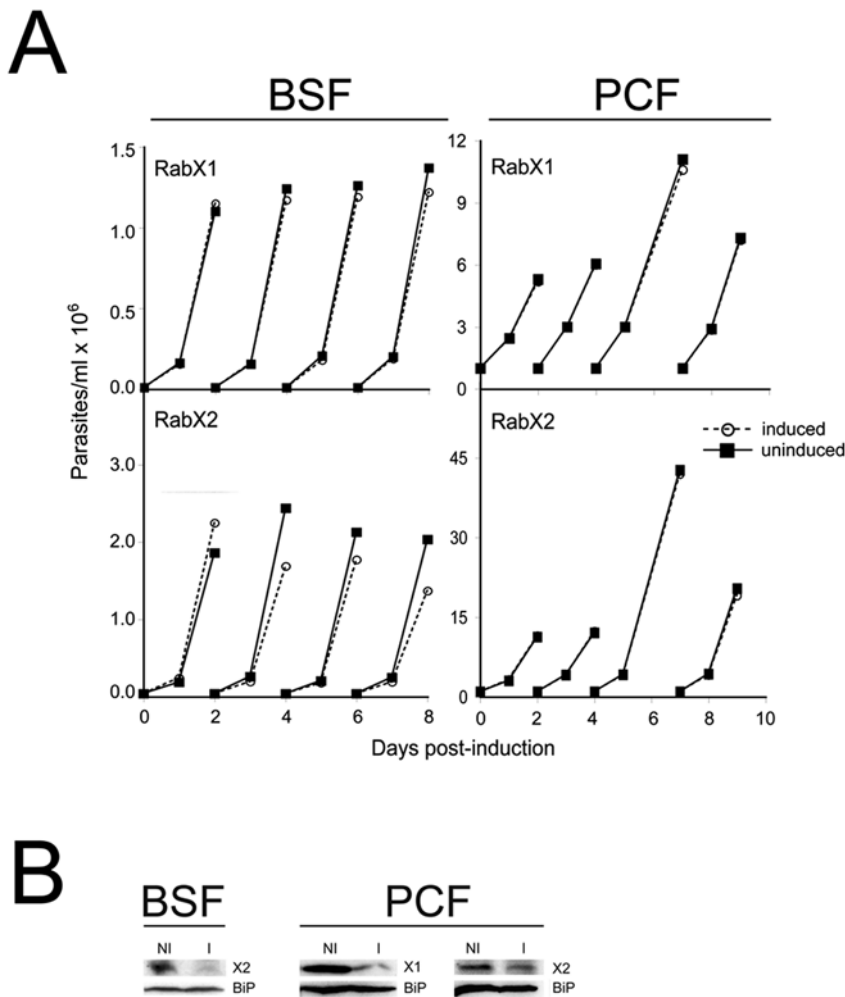 A
BSF PCF
RabX1 RabX1
1.5
1.0
0.5
0.0
12
9
6
3
0
Parasites/ml x 10⁶
RabX2 RabX2
3.0
2.0
1.0
0.0
45
30
15
0
induced
uninduced
0 2 4 6 8 0 2 4 6 8 10
Days post-induction
B
BSF PCF
NI I NI I NI I
X2 X1 X2
BiP BiP BiP